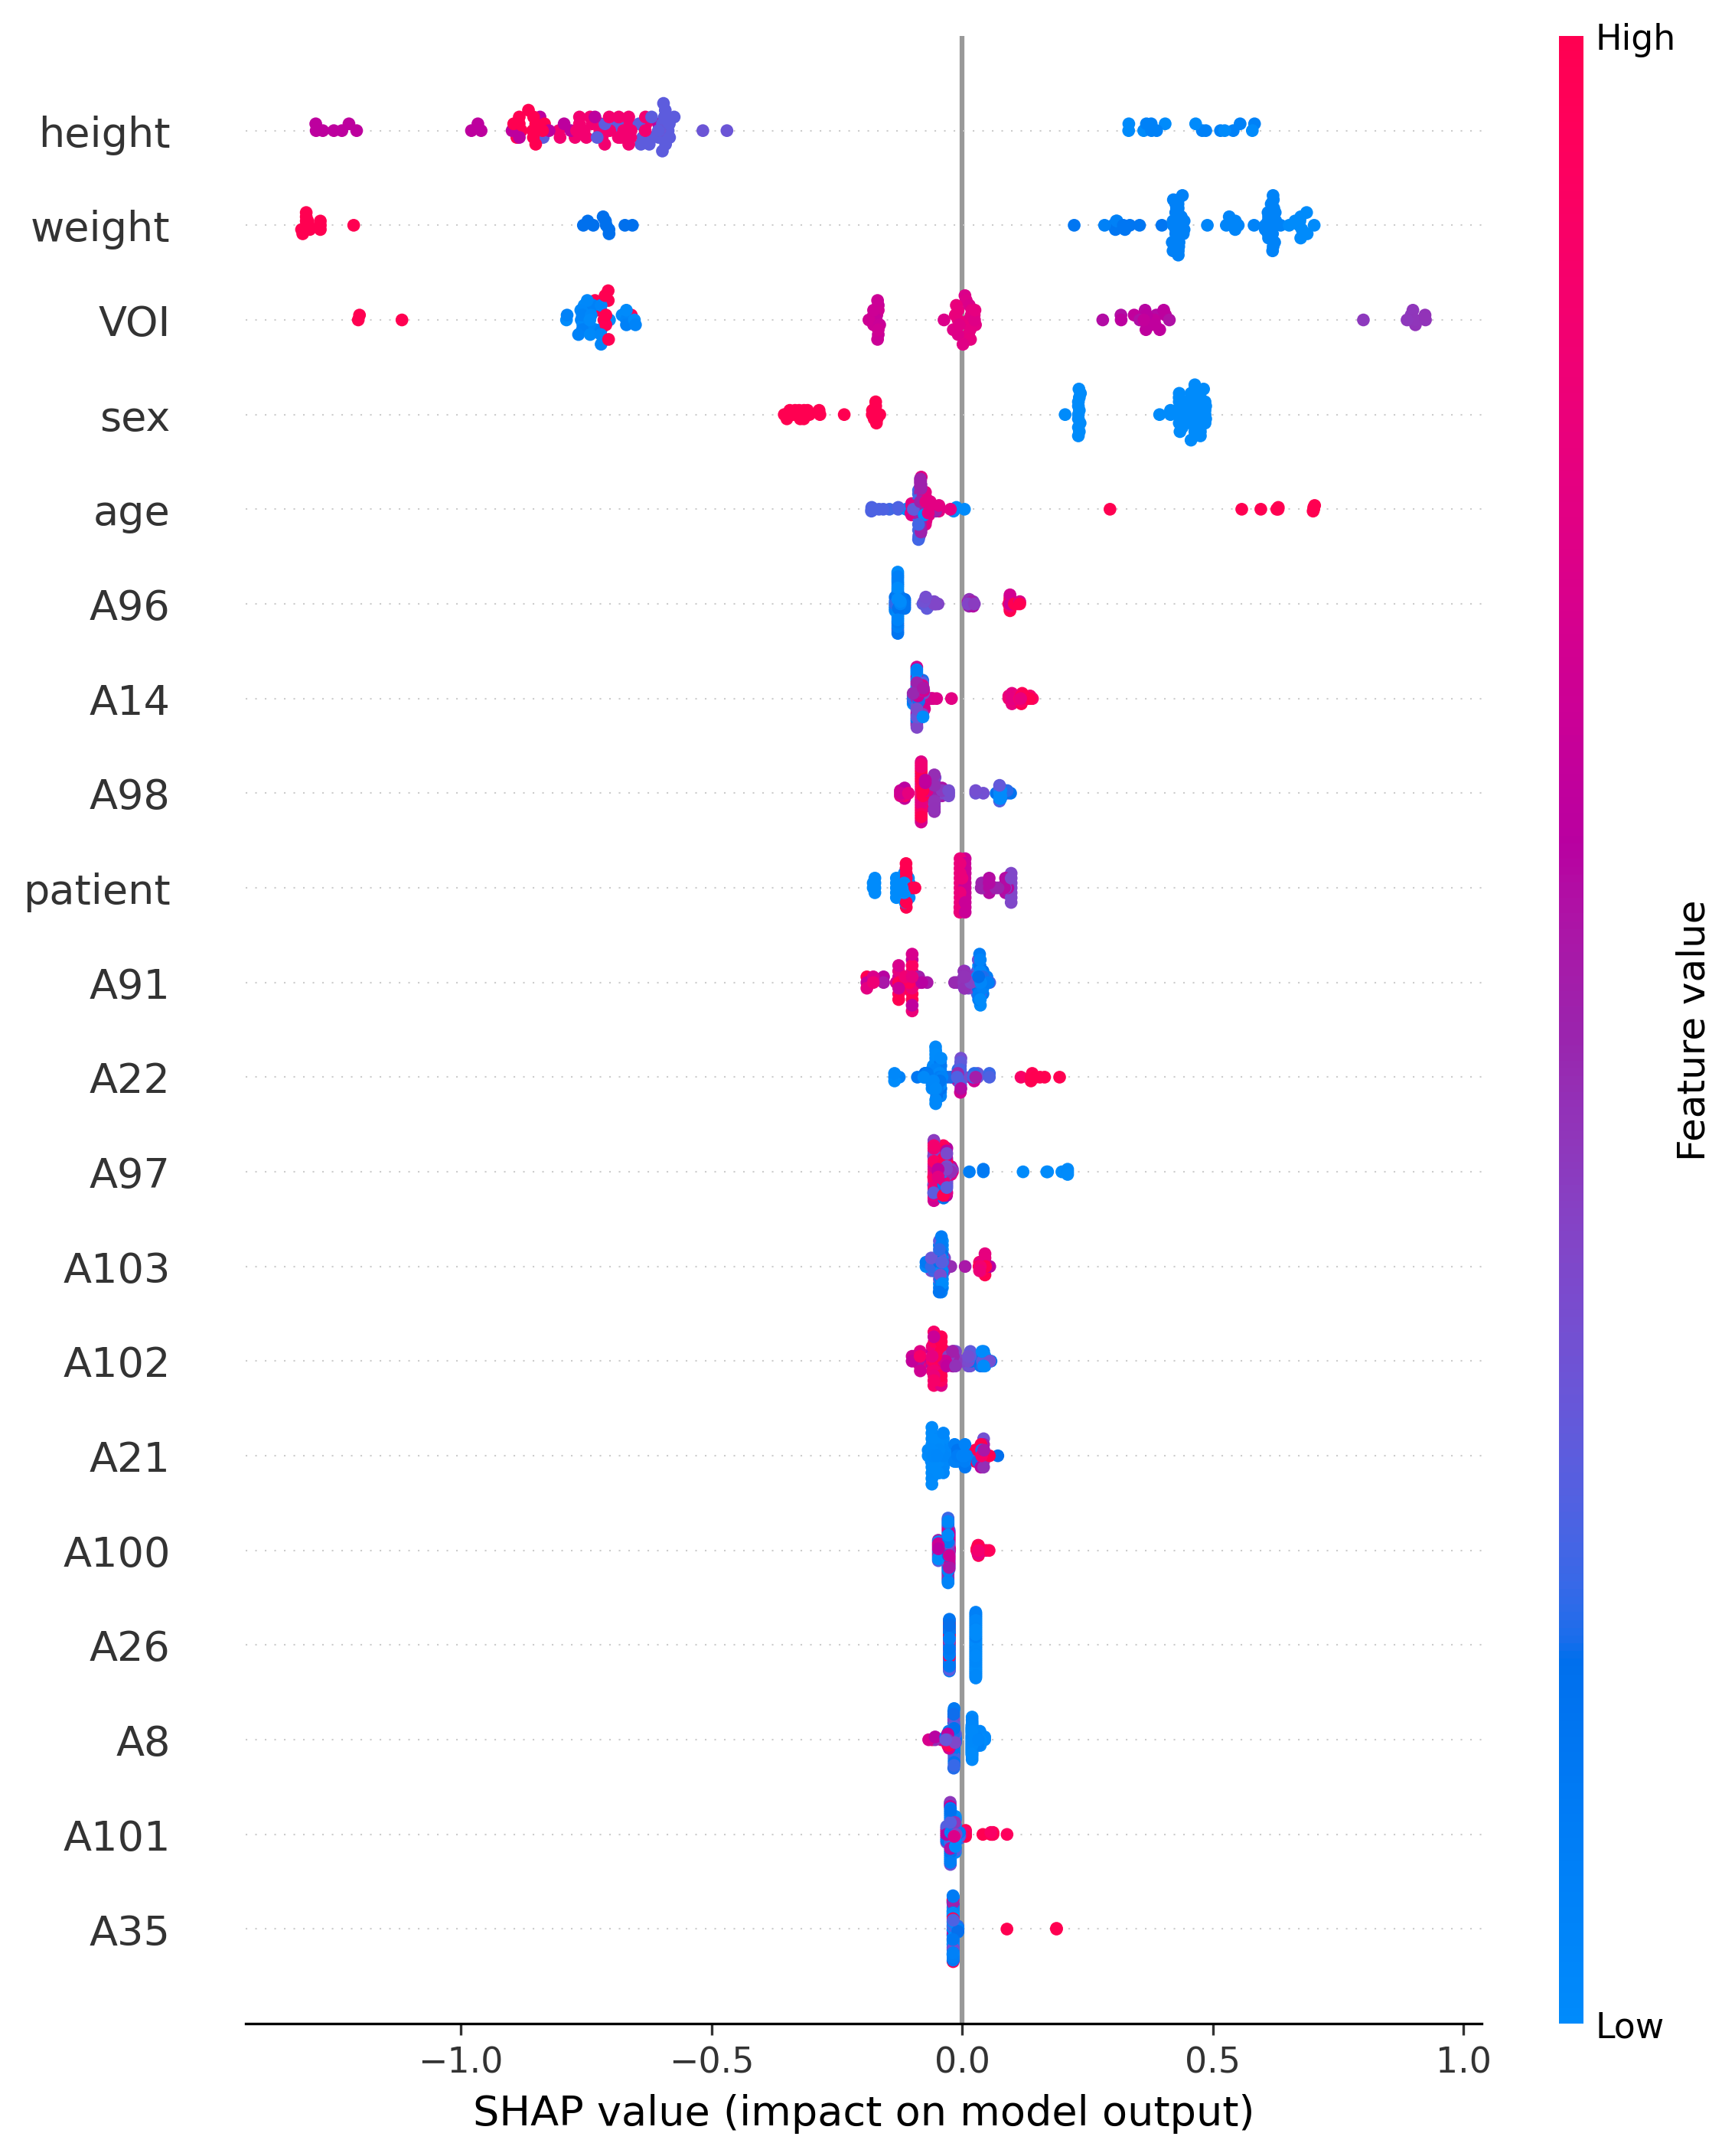 High
height
weight
VOI
sex
age
A96
A14
A98
patient
A91
A22
A97
A103
A102
A21
A100
A26
A8
A101
A35
Feature value
Low
−1.0 −0.5 0.0 0.5 1.0
SHAP value (impact on model output)